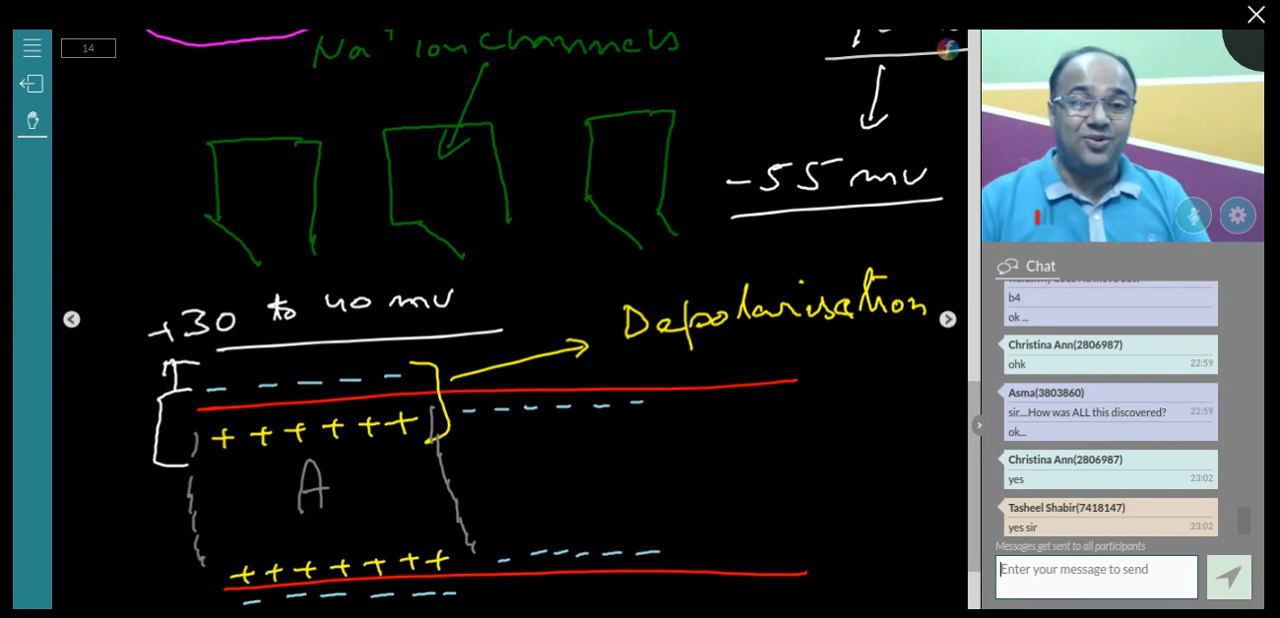 14
Na+ ion channels
-55 mv
+30 to 40 mv
Depolarisation
- - - - -
+ + + + + +
- - - - - -
A
+ + + + + + +
- - - - - -
- - - - - -
Chat
b4
ok...
Christina Ann(2806987)
ohk 22:59
Asma(3803860)
sir...How was ALL this discovered? 22:59
ok...
Christina Ann(2806987)
yes 23:02
Tasheel Shabir(7418147)
yes sir 23:02
Messages get sent to all participants
Enter your message to send